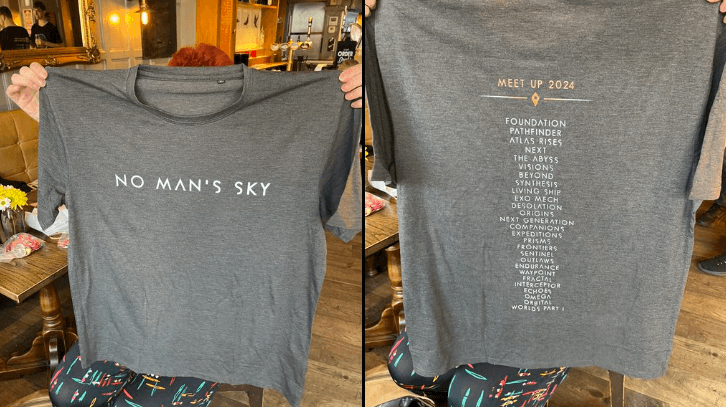 NO MAN'S SKY
MEET UP 2024
FOUNDATION
PATHFINDER
ATLAS RISES
NEXT
THE ABYSS
VISIONS
BEYOND
SYNTHESIS
LIVING SHIP
EXO MECH
DESOLATION
ORIGINS
NEXT GENERATION
COMPANIONS
EXPEDITIONS
PRISMS
FRONTIERS
SENTINEL
OUTLAWS
ENDURANCE
WAYPOINT
FRACTAL
INTERCEPTOR
ECHOES
OMEGA
ORBITAL
WORLDS PART I
ORDER